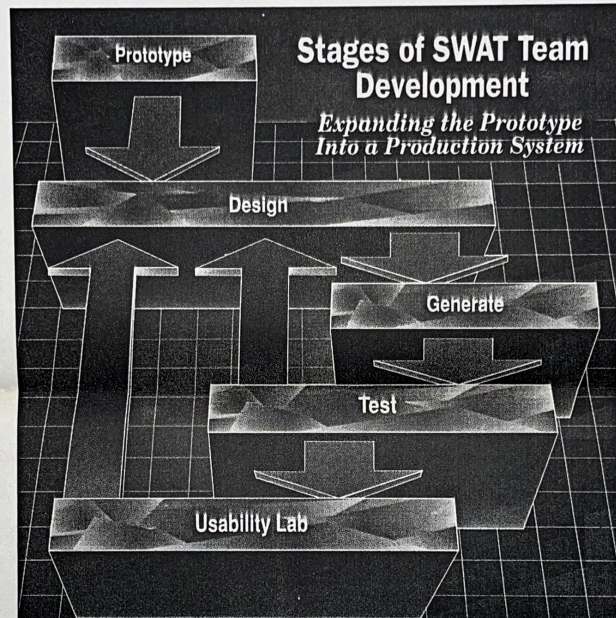 Prototype
Stages of SWAT Team
Development
Expanding the Prototype
Into a Production System
Design
Generate
Test
Usability Lab